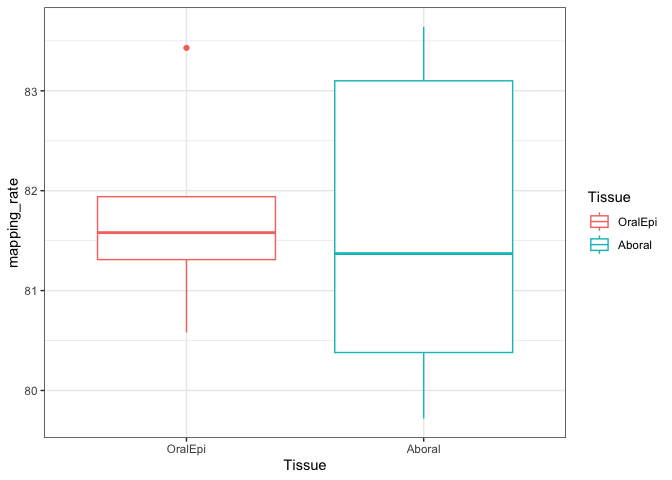 mapping_rate
83
82
81
80
OralEpi
Aboral
Tissue
Tissue
OralEpi
Aboral